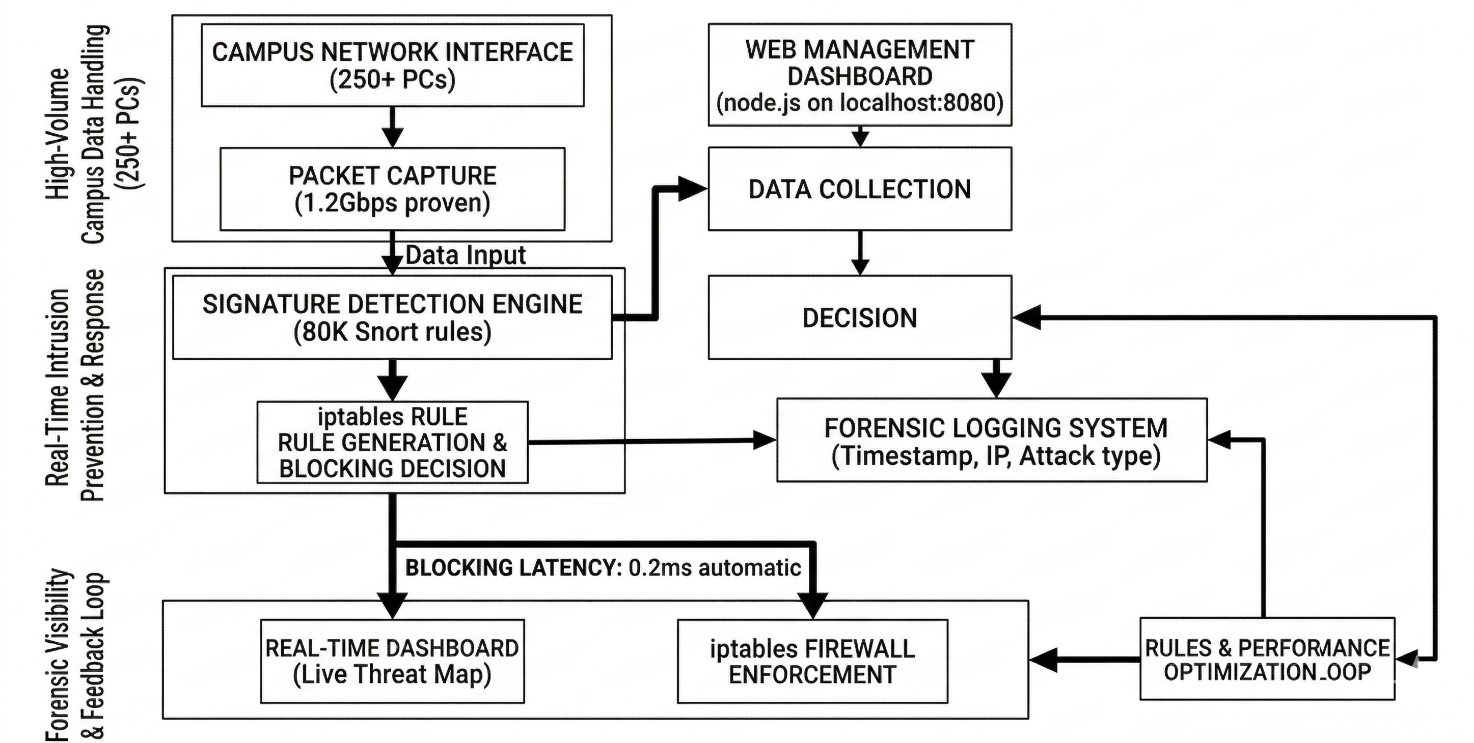 High-Volume
Campus Data Handling
(250+ PCs)
CAMPUS NETWORK INTERFACE
(250+ PCs)
PACKET CAPTURE
(1.2Gbps proven)
Data Input
WEB MANAGEMENT
DASHBOARD
(node.js on localhost:8080)
DATA COLLECTION
Real-Time Intrusion
Prevention & Response
SIGNATURE DETECTION ENGINE
(80K Snort rules)
iptables RULE
RULE GENERATION &
BLOCKING DECISION
DECISION
FORENSIC LOGGING SYSTEM
(Timestamp, IP, Attack type)
BLOCKING LATENCY: 0.2ms automatic
Forensic Visibility
& Feedback Loop
REAL-TIME DASHBOARD
(Live Threat Map)
iptables FIREWALL
ENFORCEMENT
RULES & PERFORMANCE
OPTIMIZATION LOOP